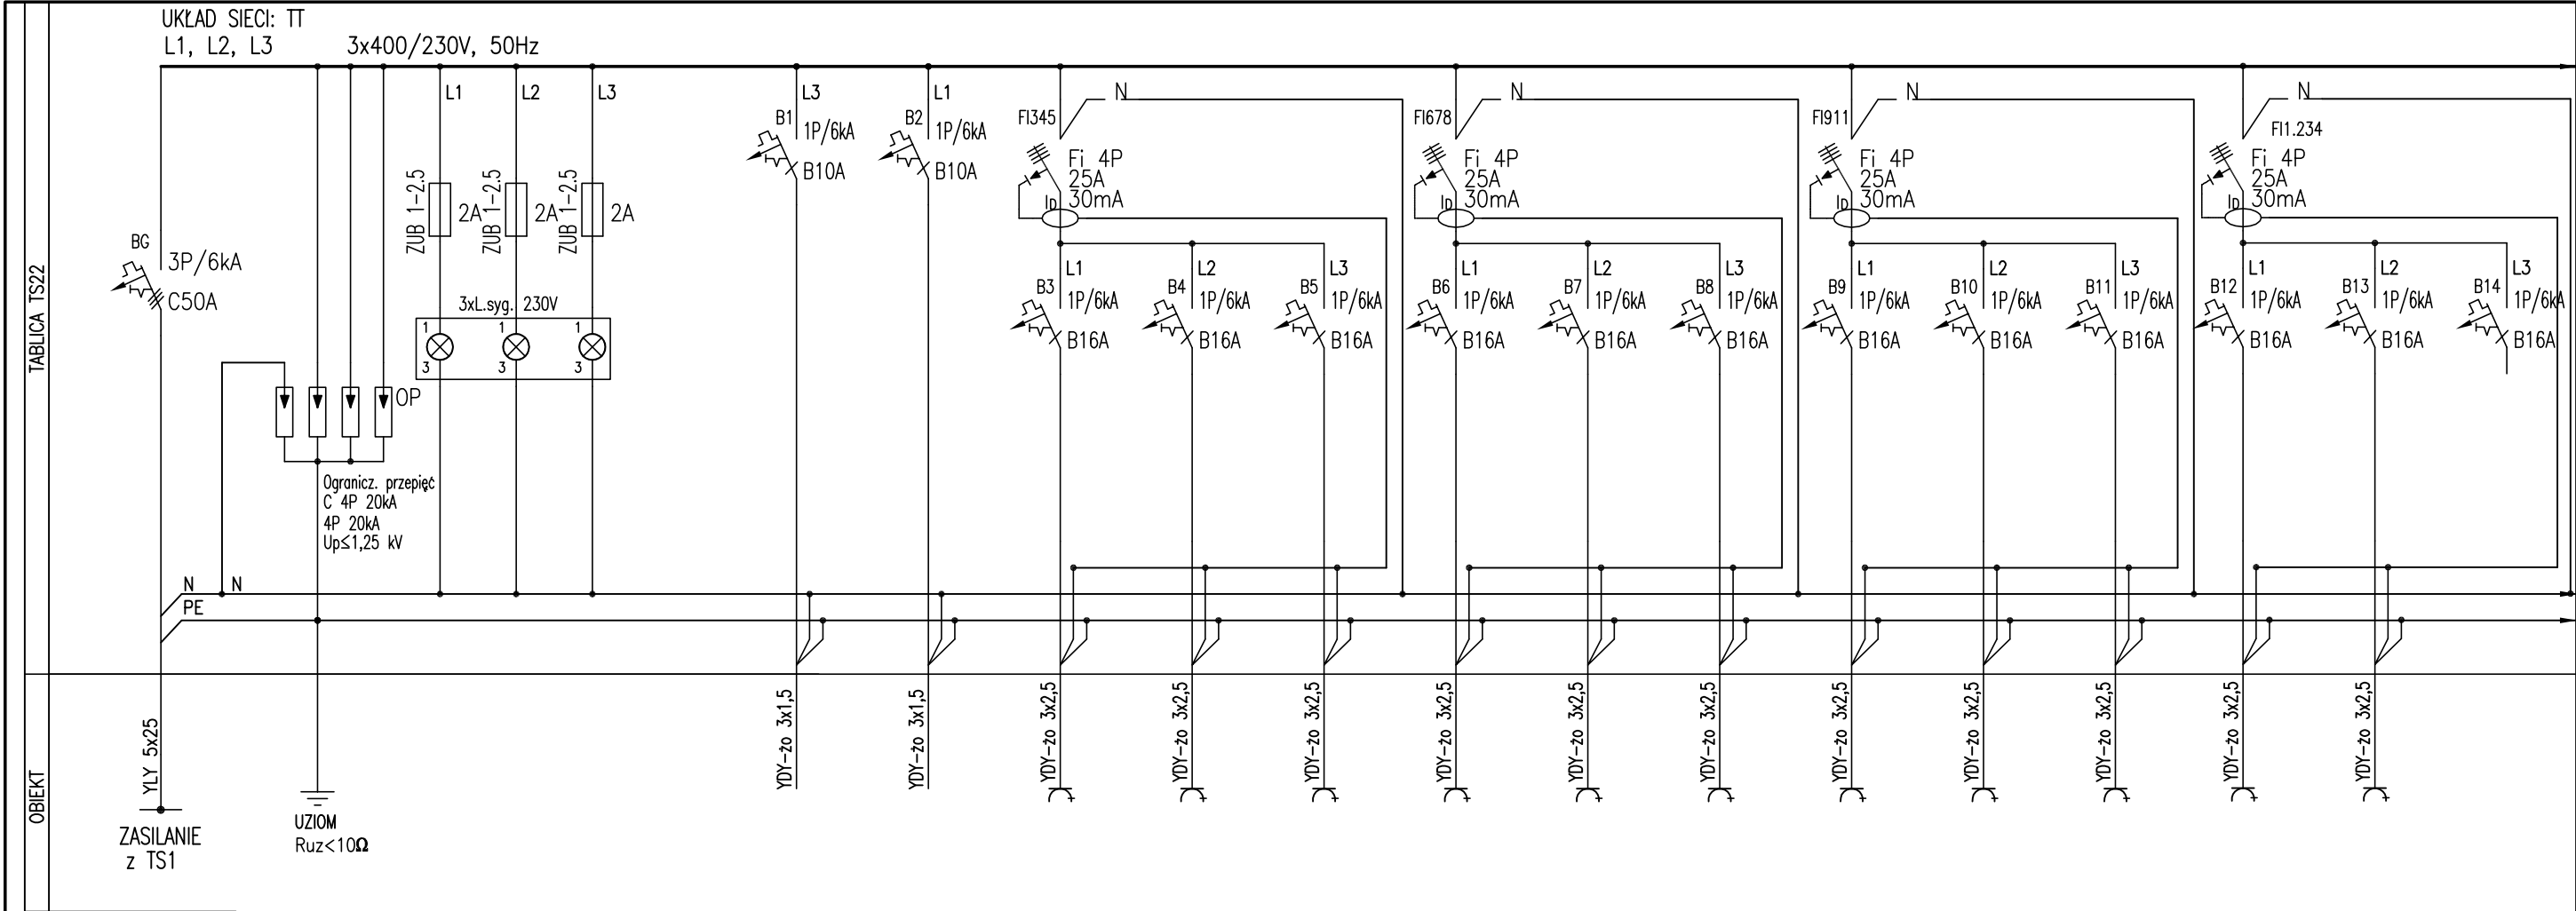 UKŁAD SIECI: TT
L1, L2, L3 3x400/230V, 50Hz
TABLICA TS22
OBIEKT
BG
3P/6kA
C50A
OP
Ogranicz. przepięć
C 4P 20kA
4P 20kA
Up≤1,25 kV
L1
L2
L3
ZUB 1-2.5
2A
ZUB 1-2.5
2A
ZUB 1-2.5
2A
3xL.syg. 230V
1
3
1
3
1
3
L3
B1
1P/6kA
B10A
L1
B2
1P/6kA
B10A
N
FI345
Fi 4P
25A
30mA
ID
L1
B3
1P/6kA
B16A
L2
B4
1P/6kA
B16A
L3
B5
1P/6kA
B16A
N
FI678
Fi 4P
25A
30mA
ID
L1
B6
1P/6kA
B16A
L2
B7
1P/6kA
B16A
L3
B8
1P/6kA
B16A
N
FI911
Fi 4P
25A
30mA
ID
L1
B9
1P/6kA
B16A
L2
B10
1P/6kA
B16A
L3
B11
1P/6kA
B16A
N
FI1.234
Fi 4P
25A
30mA
ID
L1
B12
1P/6kA
B16A
L2
B13
1P/6kA
B16A
L3
B14
1P/6kA
B16A
N N
PE
YLY 5x25
ZASILANIE
z TS1
UZIOM
Ruz<10Ω
YDY-żo 3x1,5
YDY-żo 3x1,5
YDY-żo 3x2,5
YDY-żo 3x2,5
YDY-żo 3x2,5
YDY-żo 3x2,5
YDY-żo 3x2,5
YDY-żo 3x2,5
YDY-żo 3x2,5
YDY-żo 3x2,5
YDY-żo 3x2,5
YDY-żo 3x2,5
YDY-żo 3x2,5